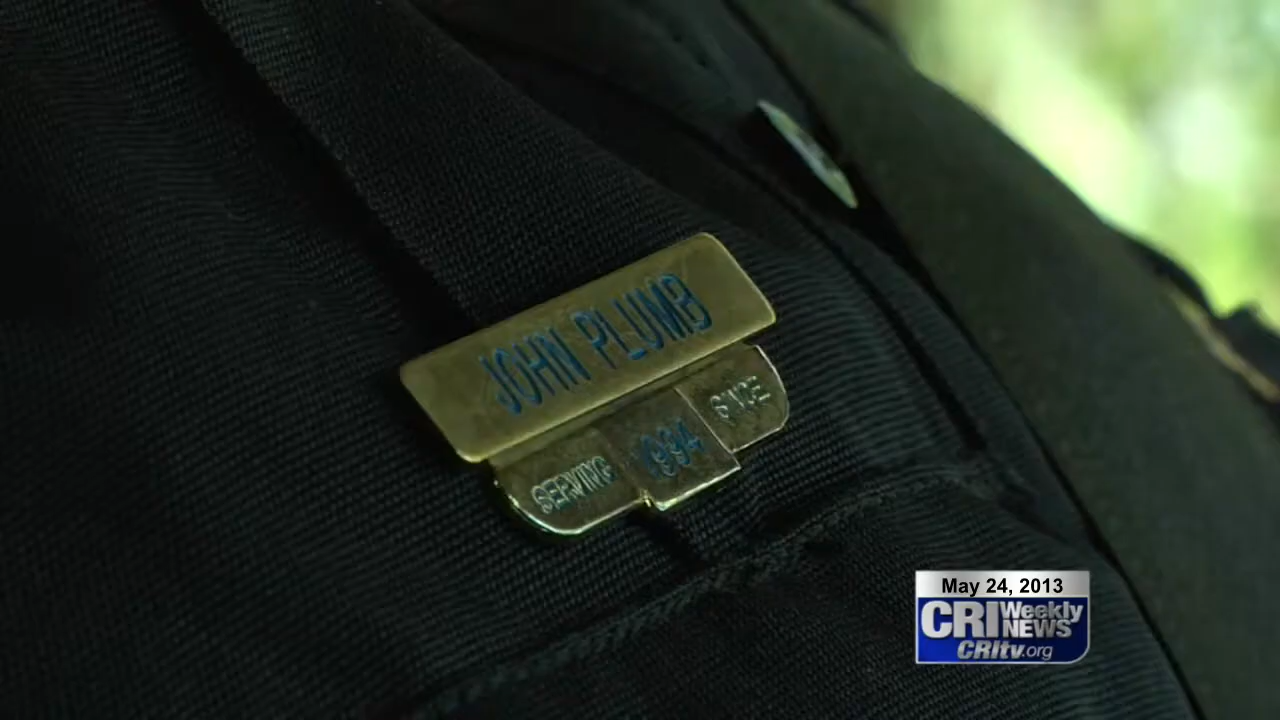 JOHN PLUMB
SERVING 1994 SINCE
May 24, 2013
CRI Weekly NEWS
CRItv.org